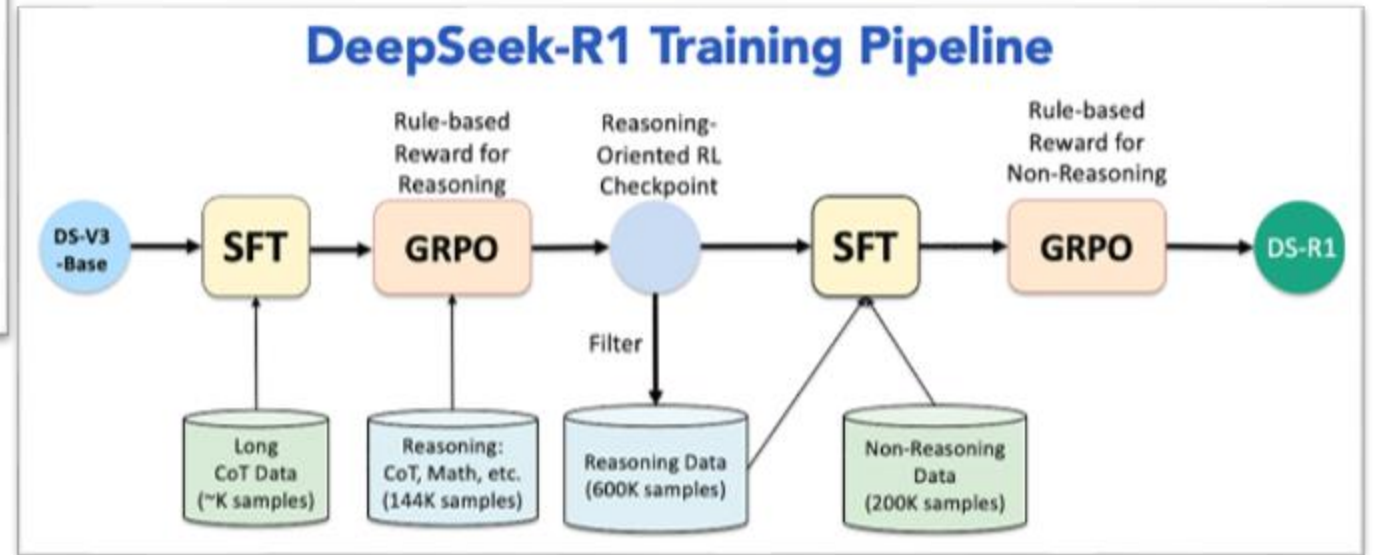 DeepSeek-R1 Training Pipeline
Rule-based
Reward for
Reasoning
Reasoning-
Oriented RL
Checkpoint
Rule-based
Reward for
Non-Reasoning
DS-V3
-Base
SFT
GRPO
SFT
GRPO
DS-R1
Filter
Long
CoT Data
(~K samples)
Reasoning:
CoT, Math, etc.
(144K samples)
Reasoning Data
(600K samples)
Non-Reasoning
Data
(200K samples)